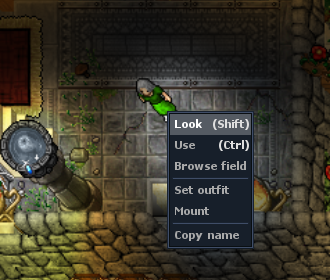 Look (Shift)
Use (Ctrl)
Browse field
Set outfit
Mount
Copy name